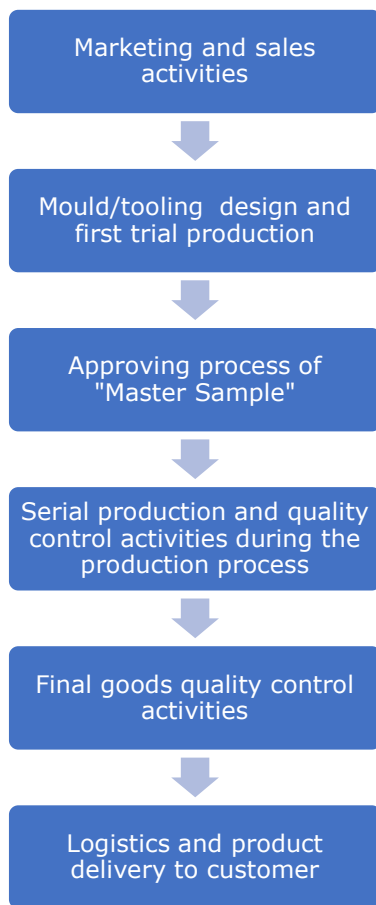 Marketing and sales
activities
Mould/tooling  design and
first trial production
Approving process of
"Master Sample"
Serial production and quality
control activities during the
production process
Final goods quality control
activities
Logistics and product
delivery to customer